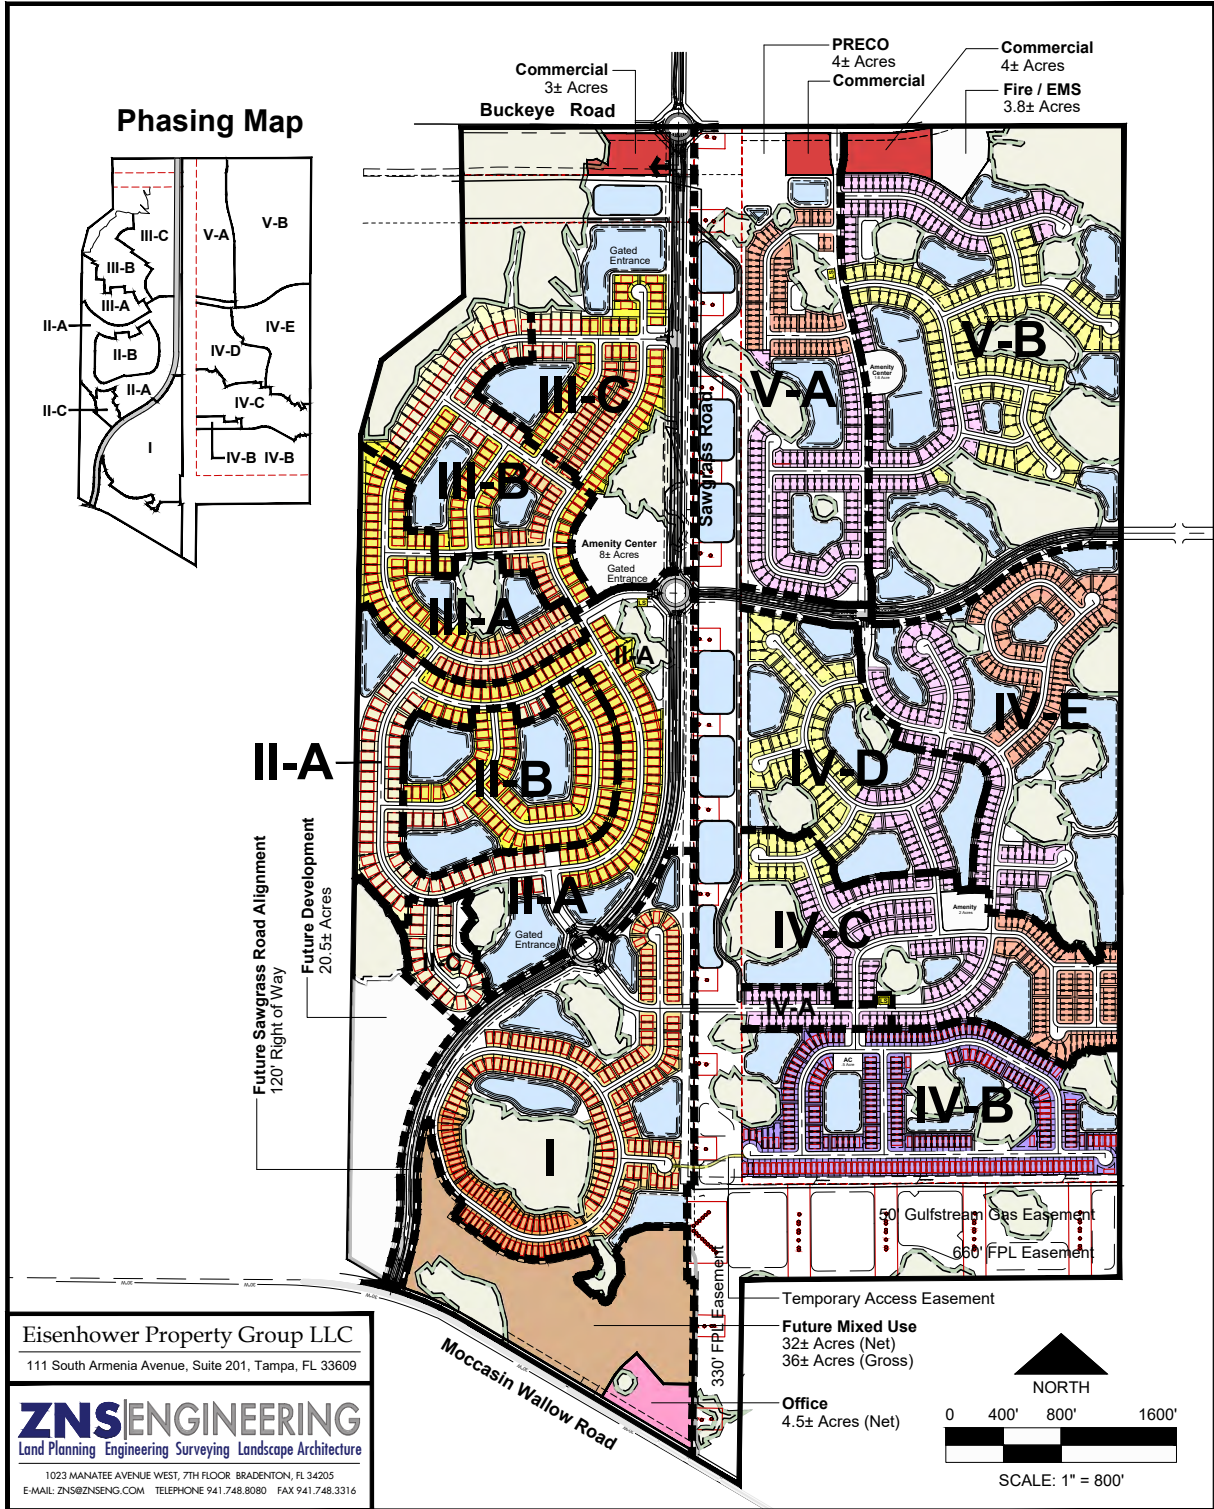 PRECO
4± Acres
Commercial
Commercial
4± Acres
Fire / EMS
3.8± Acres
Commercial
3± Acres
Buckeye Road
Phasing Map
III-C
V-A
V-B
III-B
III-A
II-A
IV-E
II-B
IV-D
II-A
II-C
IV-C
I
IV-B
IV-B
Gated
Entrance
V-B
Amenity
Center
III-C
V-A
Sawgrass Road
III-B
Amenity Center
8± Acres
Gated
Entrance
LS
III-A
II-A
IV-E
II-A
II-B
IV-D
II-A
Gated
Entrance
IV-C
Amenity
2 Acres
II-C
IV-A
Future Sawgrass Road Alignment
120' Right of Way
Future Development
20.5± Acres
AC
IV-B
I
50' Gulfstream Gas Easement
660' FPL Easement
330' FPL Easement
Temporary Access Easement
Future Mixed Use
32± Acres (Net)
36± Acres (Gross)
Office
4.5± Acres (Net)
Moccasin Wallow Road
NORTH
0 400' 800' 1600'
SCALE: 1" = 800'
Eisenhower Property Group LLC
111 South Armenia Avenue, Suite 201, Tampa, FL 33609
ZNS ENGINEERING
Land Planning Engineering Surveying Landscape Architecture
1023 MANATEE AVENUE WEST, 7TH FLOOR BRADENTON, FL 34205
E-MAIL: ZNS@ZNSENG.COM TELEPHONE 941.748.8080 FAX 941.748.3316